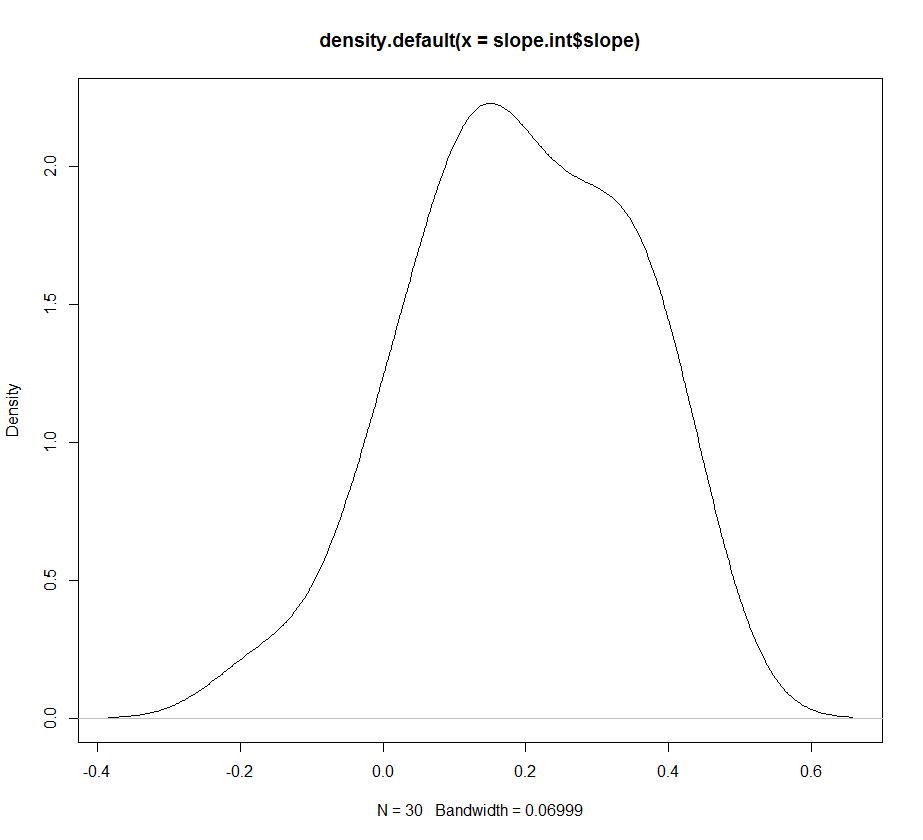 density.default(x = slope.int$slope)
Density
2.0
1.5
1.0
0.5
0.0
-0.4 -0.2 0.0 0.2 0.4 0.6
N = 30 Bandwidth = 0.06999